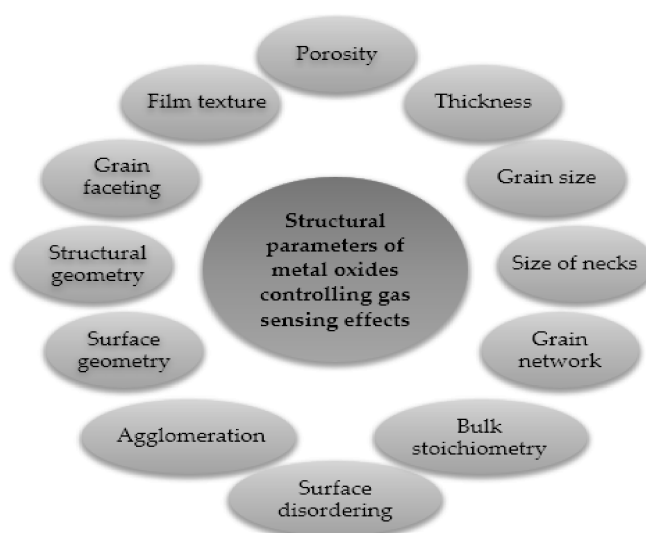 Porosity
Thickness
Grain size
Size of necks
Grain
network
Bulk
stoichiometry
Surface
disordering
Agglomeration
Surface
geometry
Structural
geometry
Grain
faceting
Film texture
Structural
parameters of
metal oxides
controlling gas
sensing effects